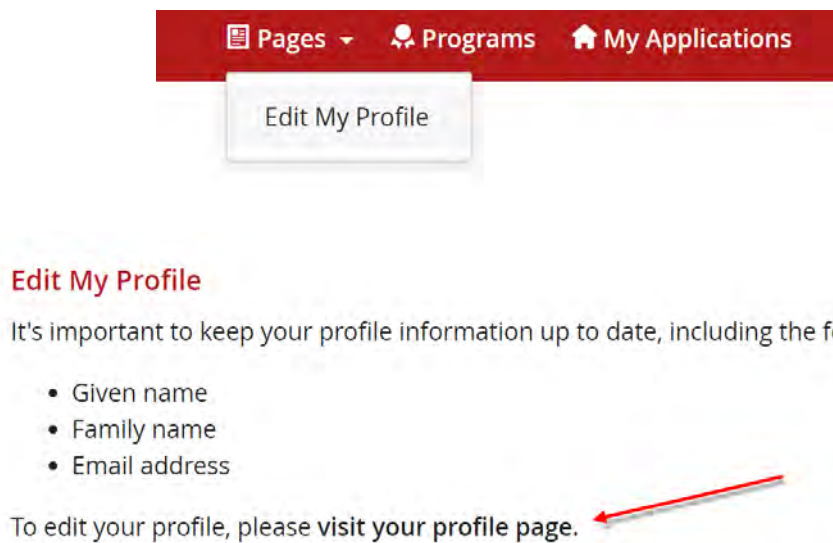 Pages Programs My Applications
Edit My Profile
Edit My Profile
It's important to keep your profile information up to date, including the
• Given name
• Family name
• Email address
To edit your profile, please visit your profile page.